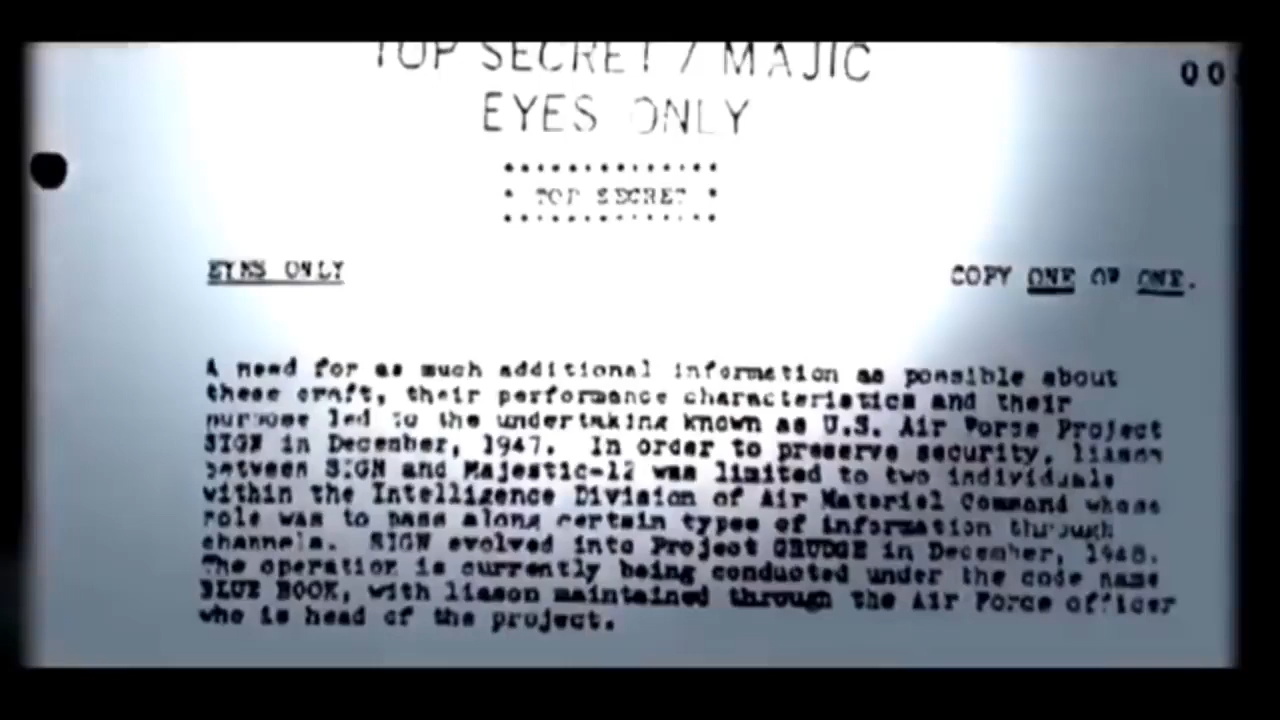 TOP SECRET / MAJIC
EYES ONLY
00
• TOP SECRET •
EYES ONLY
COPY ONE OF ONE.
A need for as much additional information as possible about
these craft, their performance characteristics and their
purpose led to the undertaking known as U.S. Air Force Project
SIGN in December, 1947. In order to preserve security, liason
between SIGN and Majestic-12 was limited to two individuals
within the Intelligence Division of Air Materiel Command whose
role was to pass along certain types of information through
channels. SIGN evolved into Project GRUDGE in December, 1948.
The operation is currently being conducted under the code name
BLUE BOOK, with liason maintained through the Air Force officer
who is head of the project.